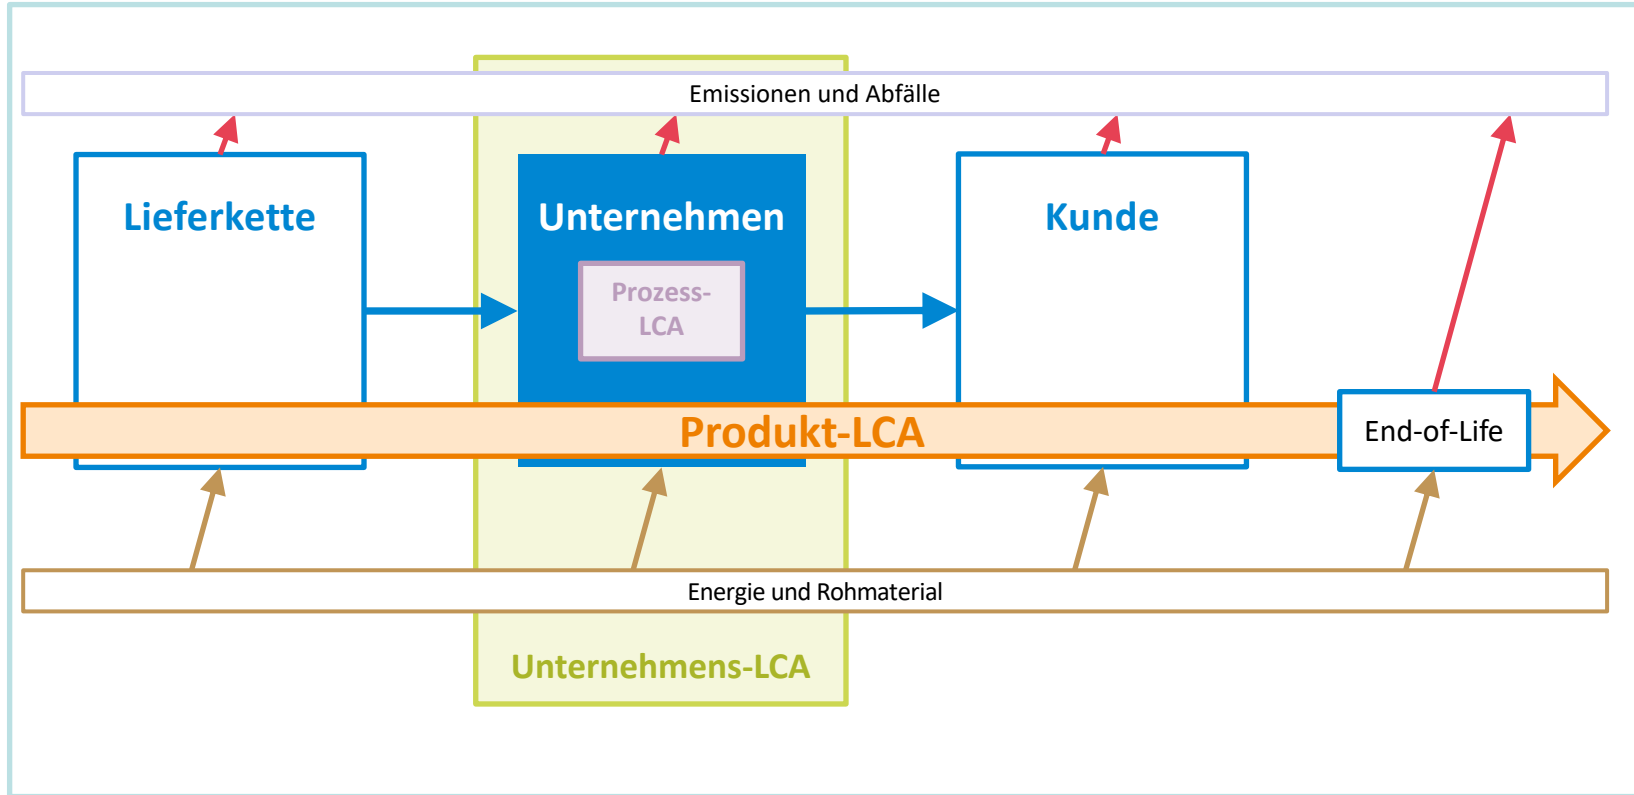 Emissionen und Abfälle
Lieferkette
Unternehmen
Kunde
Prozess-
LCA
Produkt-LCA
End-of-Life
Energie und Rohmaterial
Unternehmens-LCA